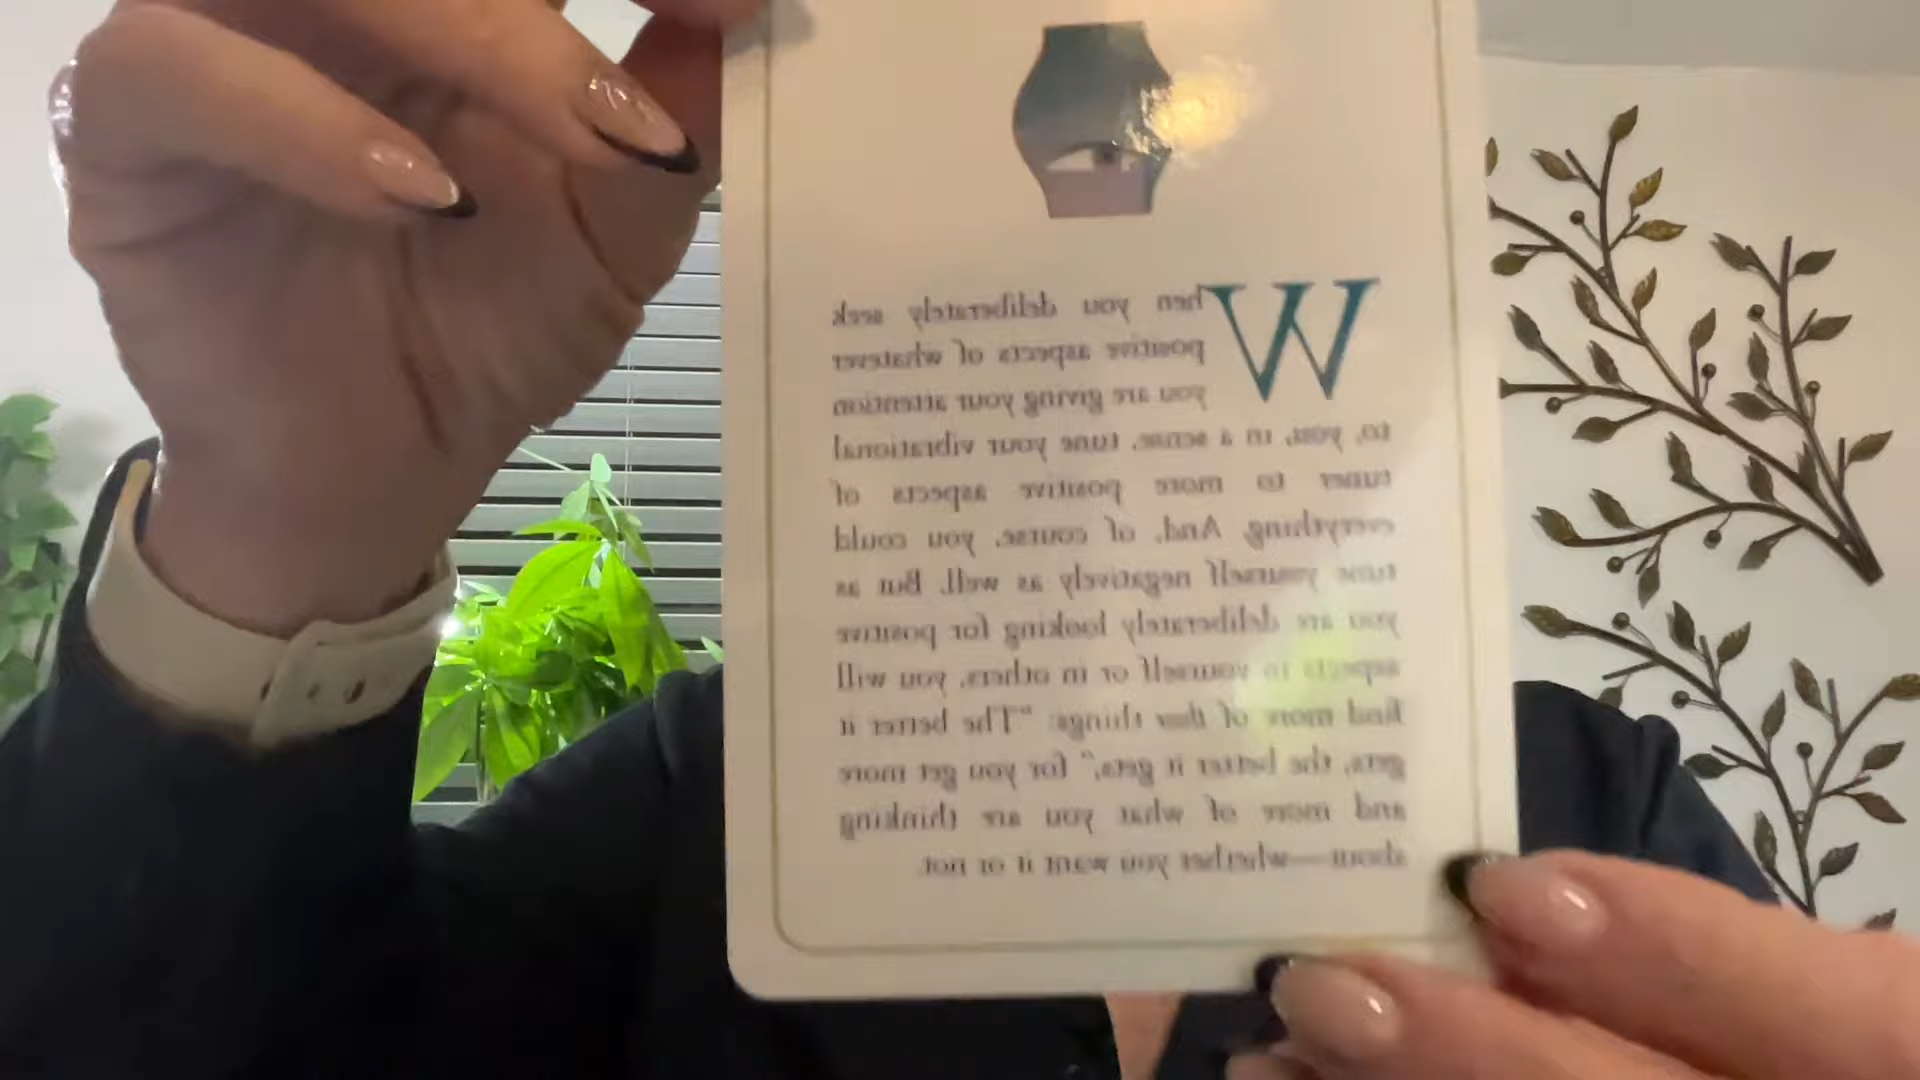 When you deliberately seek
positive aspects of whatever
you are giving your attention
to, you, in a sense, tune your vibrational
tuner to more positive aspects of
everything. And, of course, you could
tune yourself negatively as well. But as
you are deliberately looking for positive
aspects in yourself or in others, you will
find more of those things: "The better it
gets, the better it gets," for you get more
and more of what you are thinking
about—whether you want it or not.